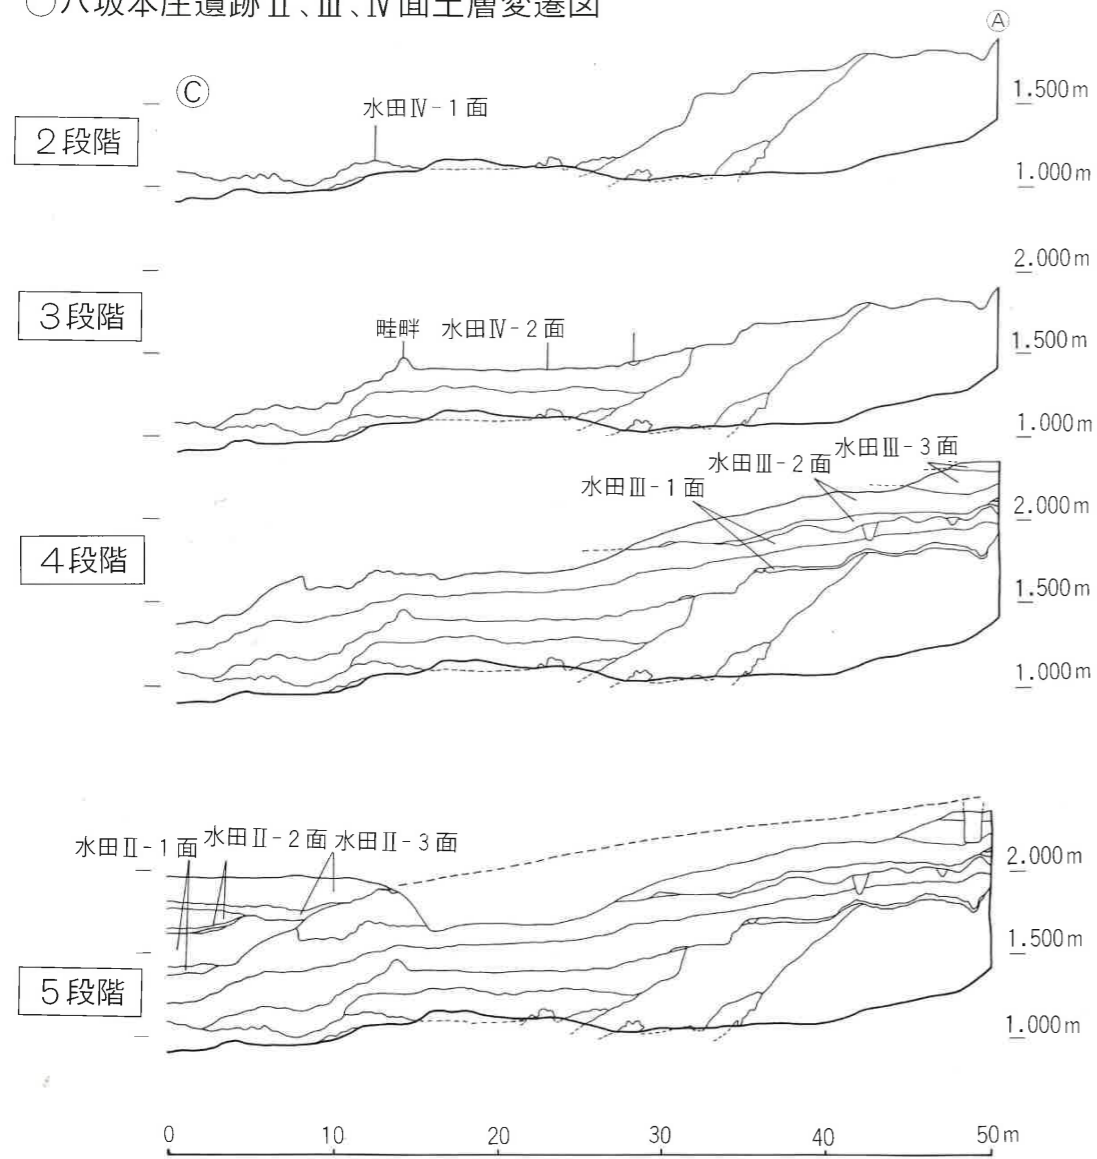 ○八坂本庄遺跡Ⅱ、Ⅲ、Ⅳ面土層変遷図
Ⓐ
Ⓒ
1.500m
水田Ⅳ-1面
2段階
1.000m
2.000m
3段階
畦畔 水田Ⅳ-2面
1.500m
1.000m
水田Ⅲ-3面
水田Ⅲ-2面
水田Ⅲ-1面
2.000m
4段階
1.500m
1.000m
水田Ⅱ-1面 水田Ⅱ-2面 水田Ⅱ-3面
2.000m
1.500m
5段階
1.000m
0 10 20 30 40 50m